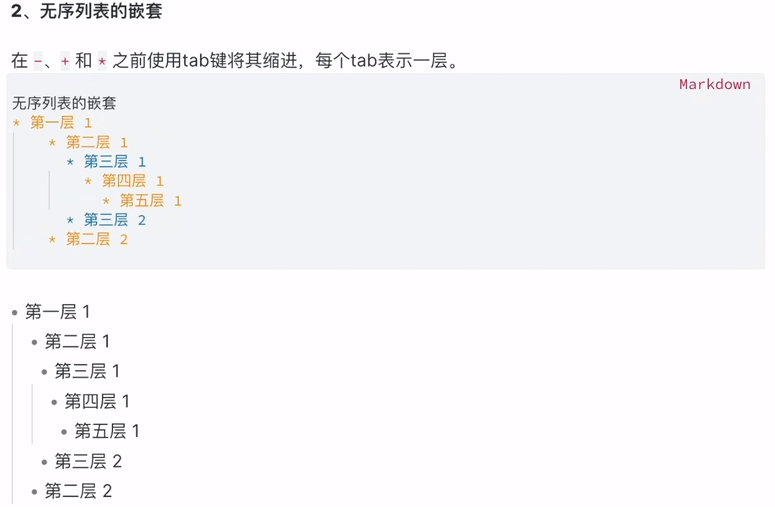 2、无序列表的嵌套
在 -、+ 和 * 之前使用tab键将其缩进，每个tab表示一层。
Markdown
无序列表的嵌套
* 第一层 1
* 第二层 1
* 第三层 1
* 第四层 1
* 第五层 1
* 第三层 2
* 第二层 2
• 第一层 1
• 第二层 1
• 第三层 1
• 第四层 1
• 第五层 1
• 第三层 2
• 第二层 2